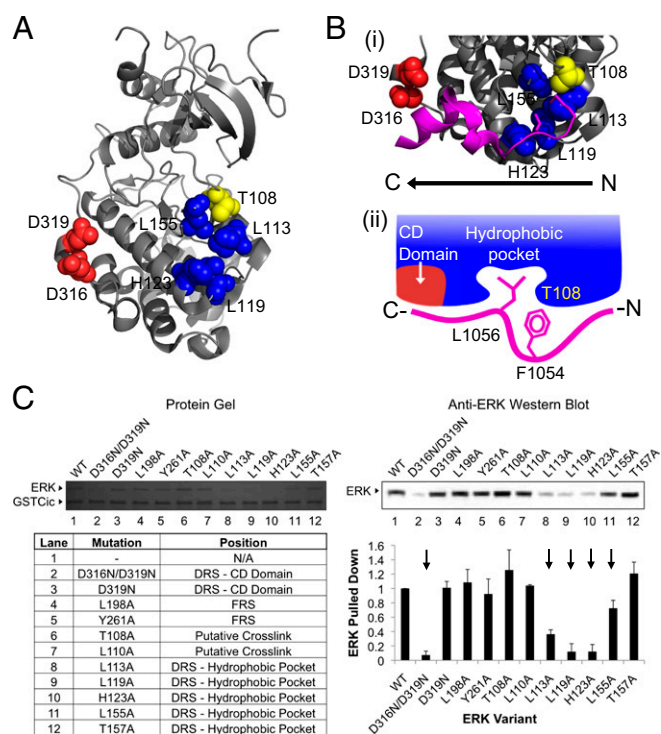 A
D319
D316
T108
L155
L113
H123
L119
B
(i)
D319
D316
T108
L155
L113
L119
H123
C
N
(ii)
CD
Domain
Hydrophobic
pocket
T108
C-
-N
L1056
F1054
C
Protein Gel
WT
D316N/D319N
D319N
L198A
Y261A
T108A
L110A
L113A
L119A
H123A
L155A
T157A
ERK
GSTCic
1 2 3 4 5 6 7 8 9 10 11 12
Lane Mutation Position
1 - N/A
2 D316N/D319N DRS - CD Domain
3 D319N DRS - CD Domain
4 L198A FRS
5 Y261A FRS
6 T108A Putative Crosslink
7 L110A Putative Crosslink
8 L113A DRS - Hydrophobic Pocket
9 L119A DRS - Hydrophobic Pocket
10 H123A DRS - Hydrophobic Pocket
11 L155A DRS - Hydrophobic Pocket
12 T157A DRS - Hydrophobic Pocket
Anti-ERK Western Blot
WT
D316N/D319N
D319N
L198A
Y261A
T108A
L110A
L113A
L119A
H123A
L155A
T157A
ERK
1 2 3 4 5 6 7 8 9 10 11 12
ERK Pulled Down
1.6
1.4
1.2
1
0.8
0.6
0.4
0.2
0
WT
D316N/D319N
D319N
L198A
Y261A
T108A
L110A
L113A
L119A
H123A
L155A
T157A
ERK Variant